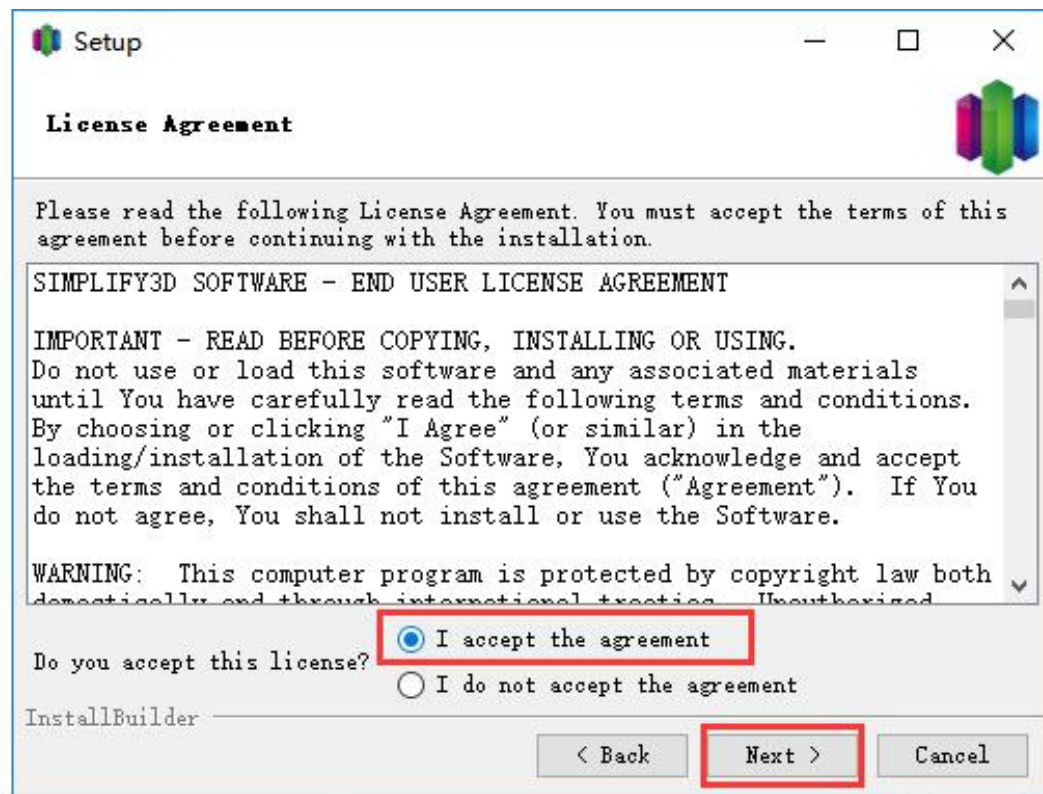 Setup
License Agreement
Please read the following License Agreement. You must accept the terms of this
agreement before continuing with the installation.
SIMPLIFY3D SOFTWARE - END USER LICENSE AGREEMENT
IMPORTANT - READ BEFORE COPYING, INSTALLING OR USING.
Do not use or load this software and any associated materials
until You have carefully read the following terms and conditions.
By choosing or clicking "I Agree" (or similar) in the
loading/installation of the Software, You acknowledge and accept
the terms and conditions of this agreement ("Agreement").  If You
do not agree, You shall not install or use the Software.
WARNING:  This computer program is protected by copyright law both
domestically and through international treaties.  Unauthorized
Do you accept this license?
I accept the agreement
I do not accept the agreement
InstallBuilder
< Back
Next >
Cancel